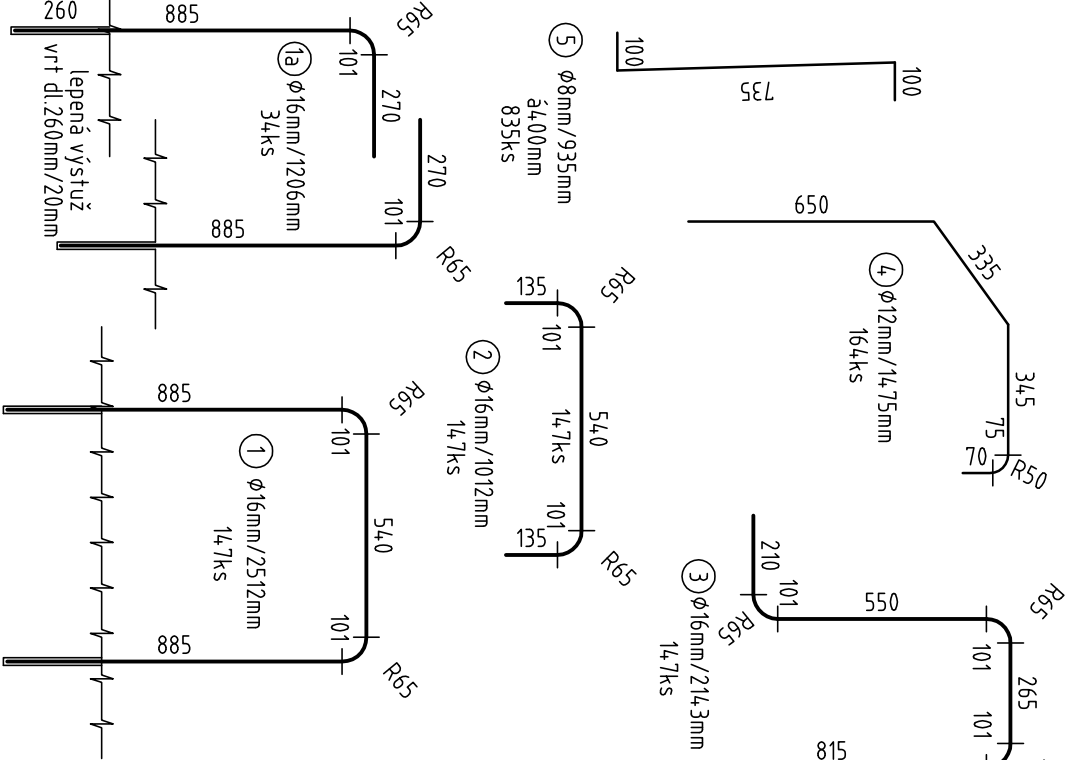 260
885
R65
101
1a
ϕ16mm/1206mm
34ks
270
lepená výstuž
vrt dl.260mm/20mm
270
101
885
R65
5
ϕ8mm/935mm
á400mm
835ks
100
735
100
650
335
4
ϕ12mm/1475mm
164ks
345
75
70
R50
135
R65
101
2
ϕ16mm/1012mm
147ks
147ks
540
101
135
R65
885
R65
101
1
ϕ16mm/2512mm
147ks
540
101
885
R65
210
101
R65
3
ϕ16mm/2143mm
147ks
550
R65
101
265
101
815